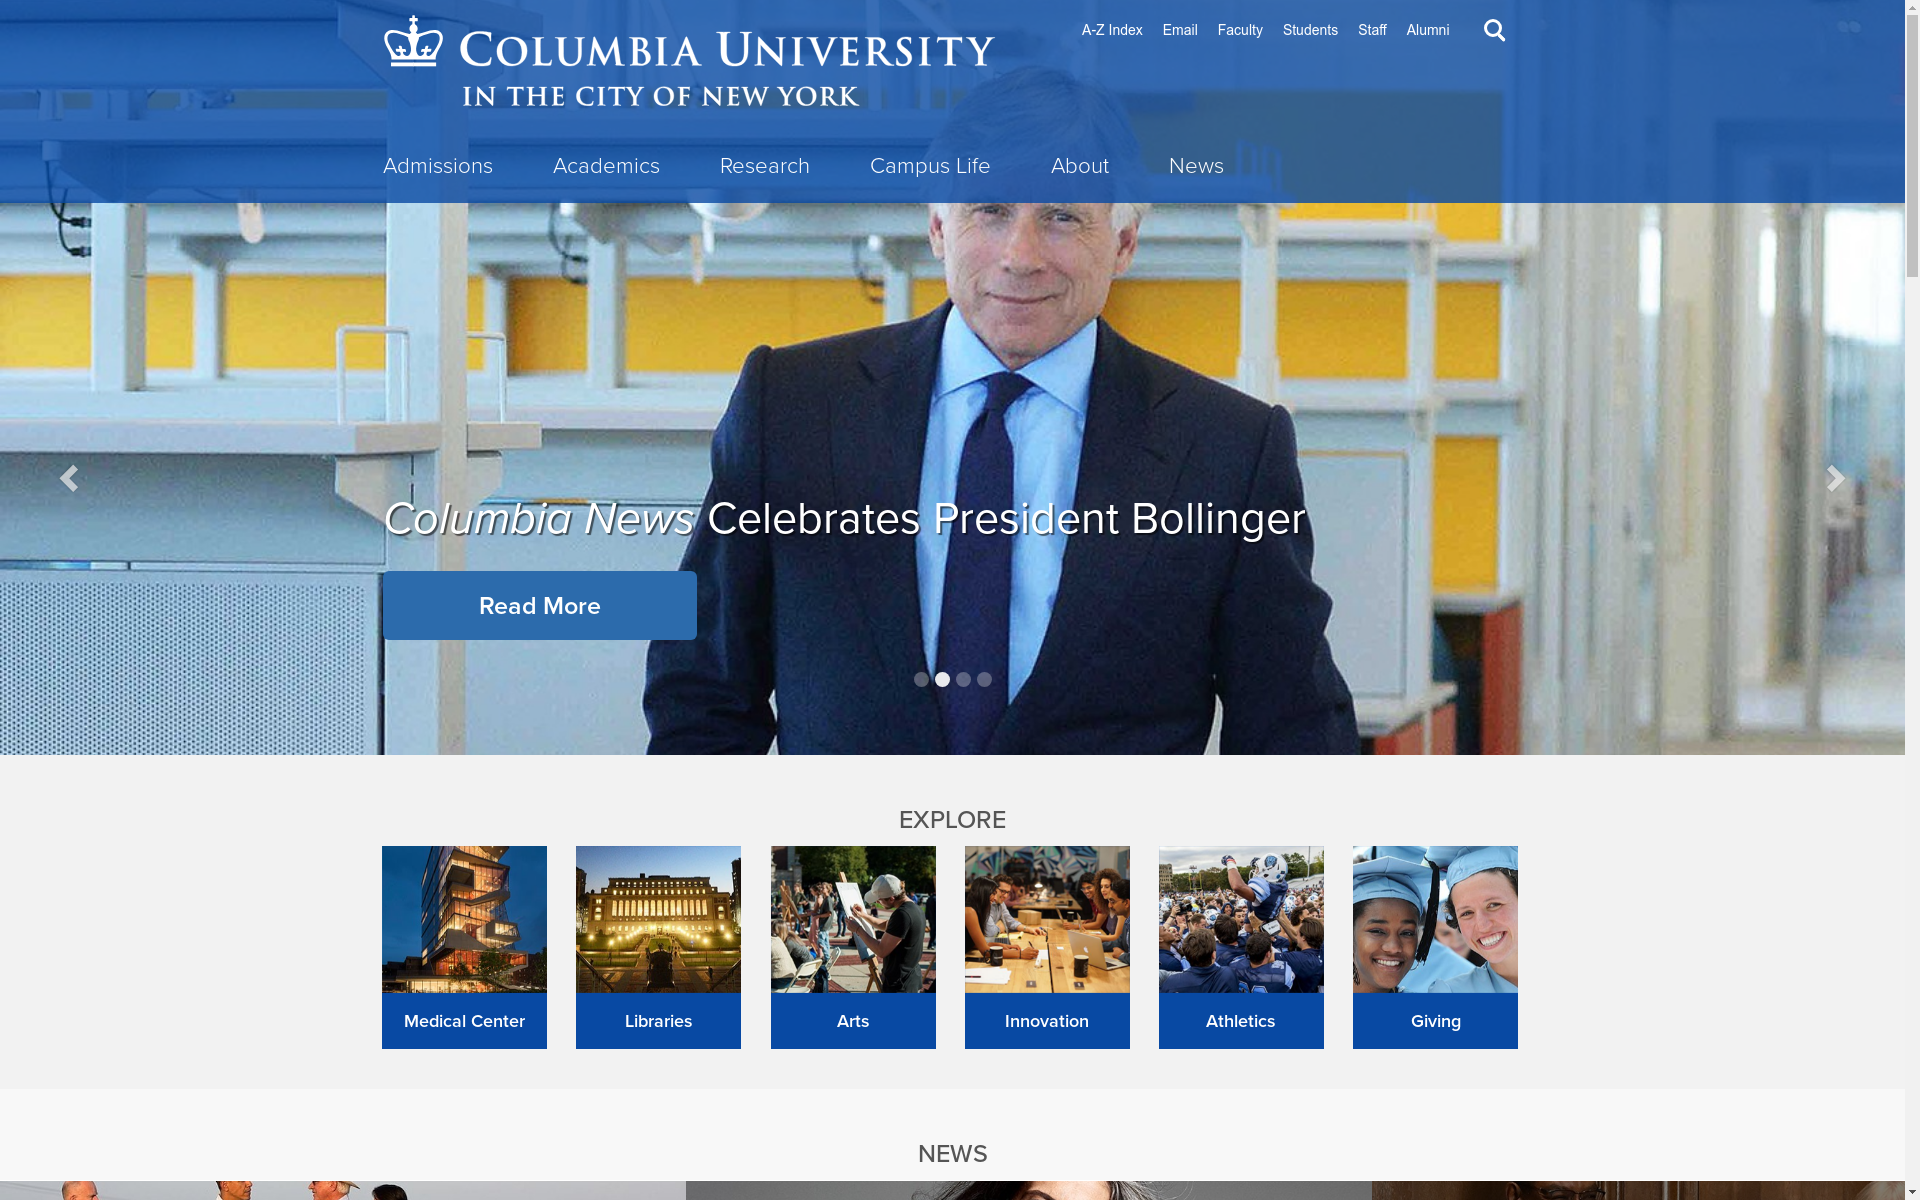 COLUMBIA UNIVERSITY
IN THE CITY OF NEW YORK
A-Z Index Email Faculty Students Staff Alumni
Admissions Academics Research Campus Life About News
Columbia News Celebrates President Bollinger
Read More
EXPLORE
Medical Center Libraries Arts Innovation Athletics Giving
NEWS